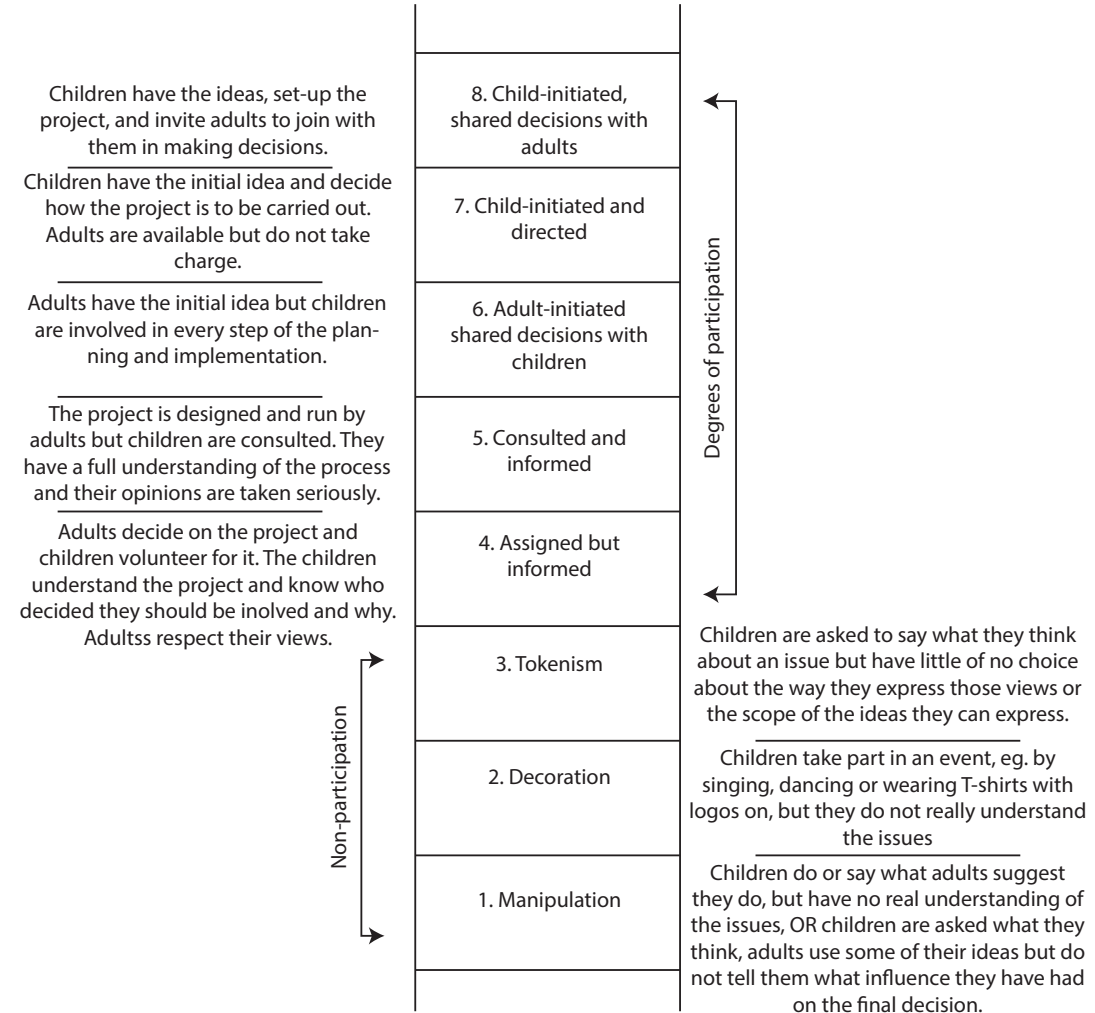 Children have the ideas, set-up the
project, and invite adults to join with
them in making decisions.
8. Child-initiated,
shared decisions with
adults
Children have the initial idea and decide
how the project is to be carried out.
Adults are available but do not take
charge.
7. Child-initiated and
directed
Adults have the initial idea but children
are involved in every step of the plan-
ning and implementation.
6. Adult-initiated
shared decisions with
children
The project is designed and run by
adults but children are consulted. They
have a full understanding of the process
and their opinions are taken seriously.
5. Consulted and
informed
Adults decide on the project and
children volunteer for it. The children
understand the project and know who
decided they should be inolved and why.
Adultss respect their views.
4. Assigned but
informed
Degrees of participation
3. Tokenism
Children are asked to say what they think
about an issue but have little of no choice
about the way they express those views or
the scope of the ideas they can express.
2. Decoration
Children take part in an event, eg. by
singing, dancing or wearing T-shirts with
logos on, but they do not really understand
the issues
1. Manipulation
Children do or say what adults suggest
they do, but have no real understanding of
the issues, OR children are asked what they
think, adults use some of their ideas but do
not tell them what influence they have had
on the final decision.
Non-participation